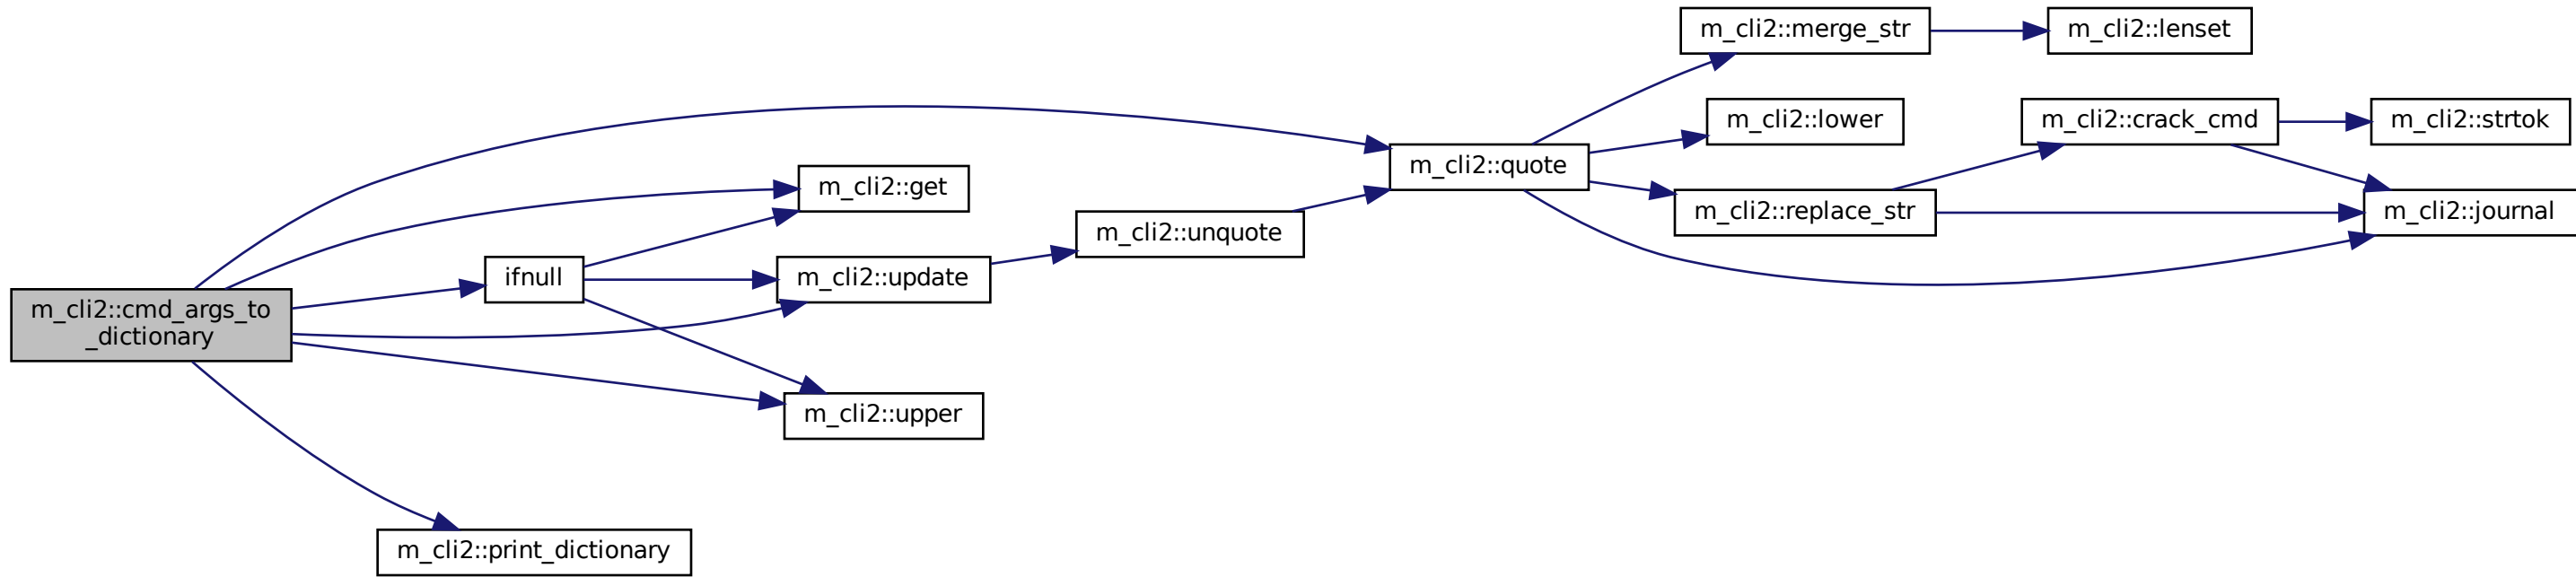 m_cli2::cmd_args_to
_dictionary
ifnull
m_cli2::get
m_cli2::update
m_cli2::upper
m_cli2::print_dictionary
m_cli2::unquote
m_cli2::quote
m_cli2::merge_str
m_cli2::lenset
m_cli2::lower
m_cli2::replace_str
m_cli2::crack_cmd
m_cli2::strtok
m_cli2::journal